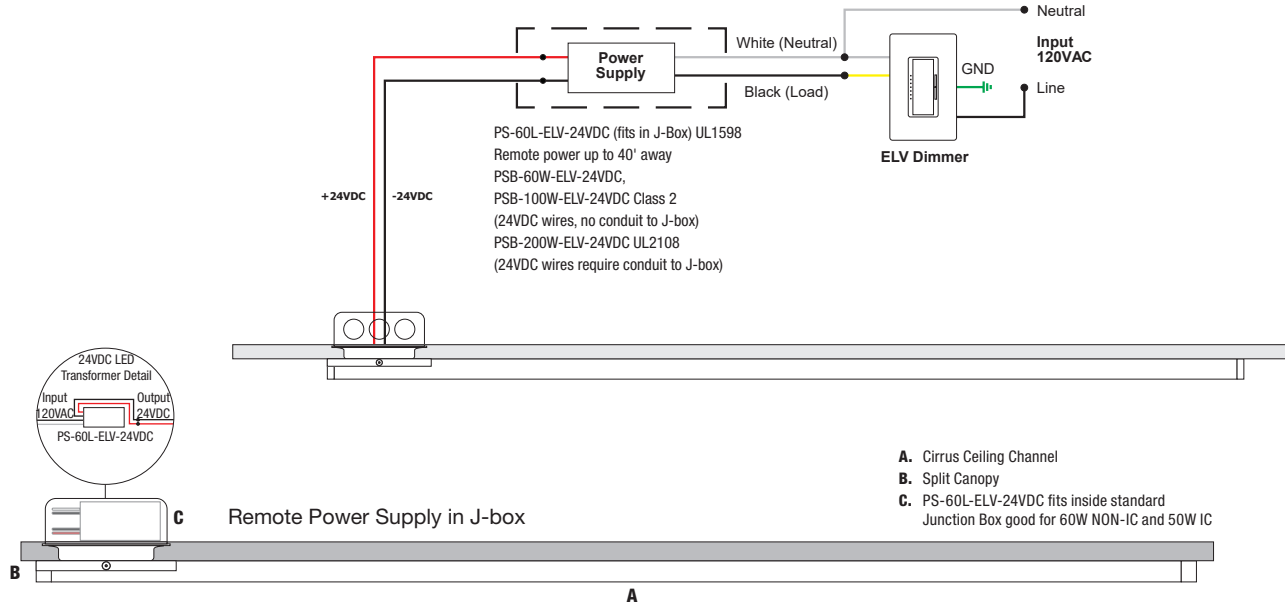 Neutral
Input
120VAC
Line
White (Neutral)
Power
Supply
GND
Black (Load)
ELV Dimmer
PS-60L-ELV-24VDC (fits in J-Box) UL1598
Remote power up to 40' away
PSB-60W-ELV-24VDC,
PSB-100W-ELV-24VDC Class 2
(24VDC wires, no conduit to J-box)
PSB-200W-ELV-24VDC UL2108
(24VDC wires require conduit to J-box)
+24VDC
-24VDC
24VDC LED
Transformer Detail
Input
120VAC
Output
24VDC
PS-60L-ELV-24VDC
A. Cirrus Ceiling Channel
B. Split Canopy
C. PS-60L-ELV-24VDC fits inside standard
Junction Box good for 60W NON-IC and 50W IC
C
Remote Power Supply in J-box
B
A